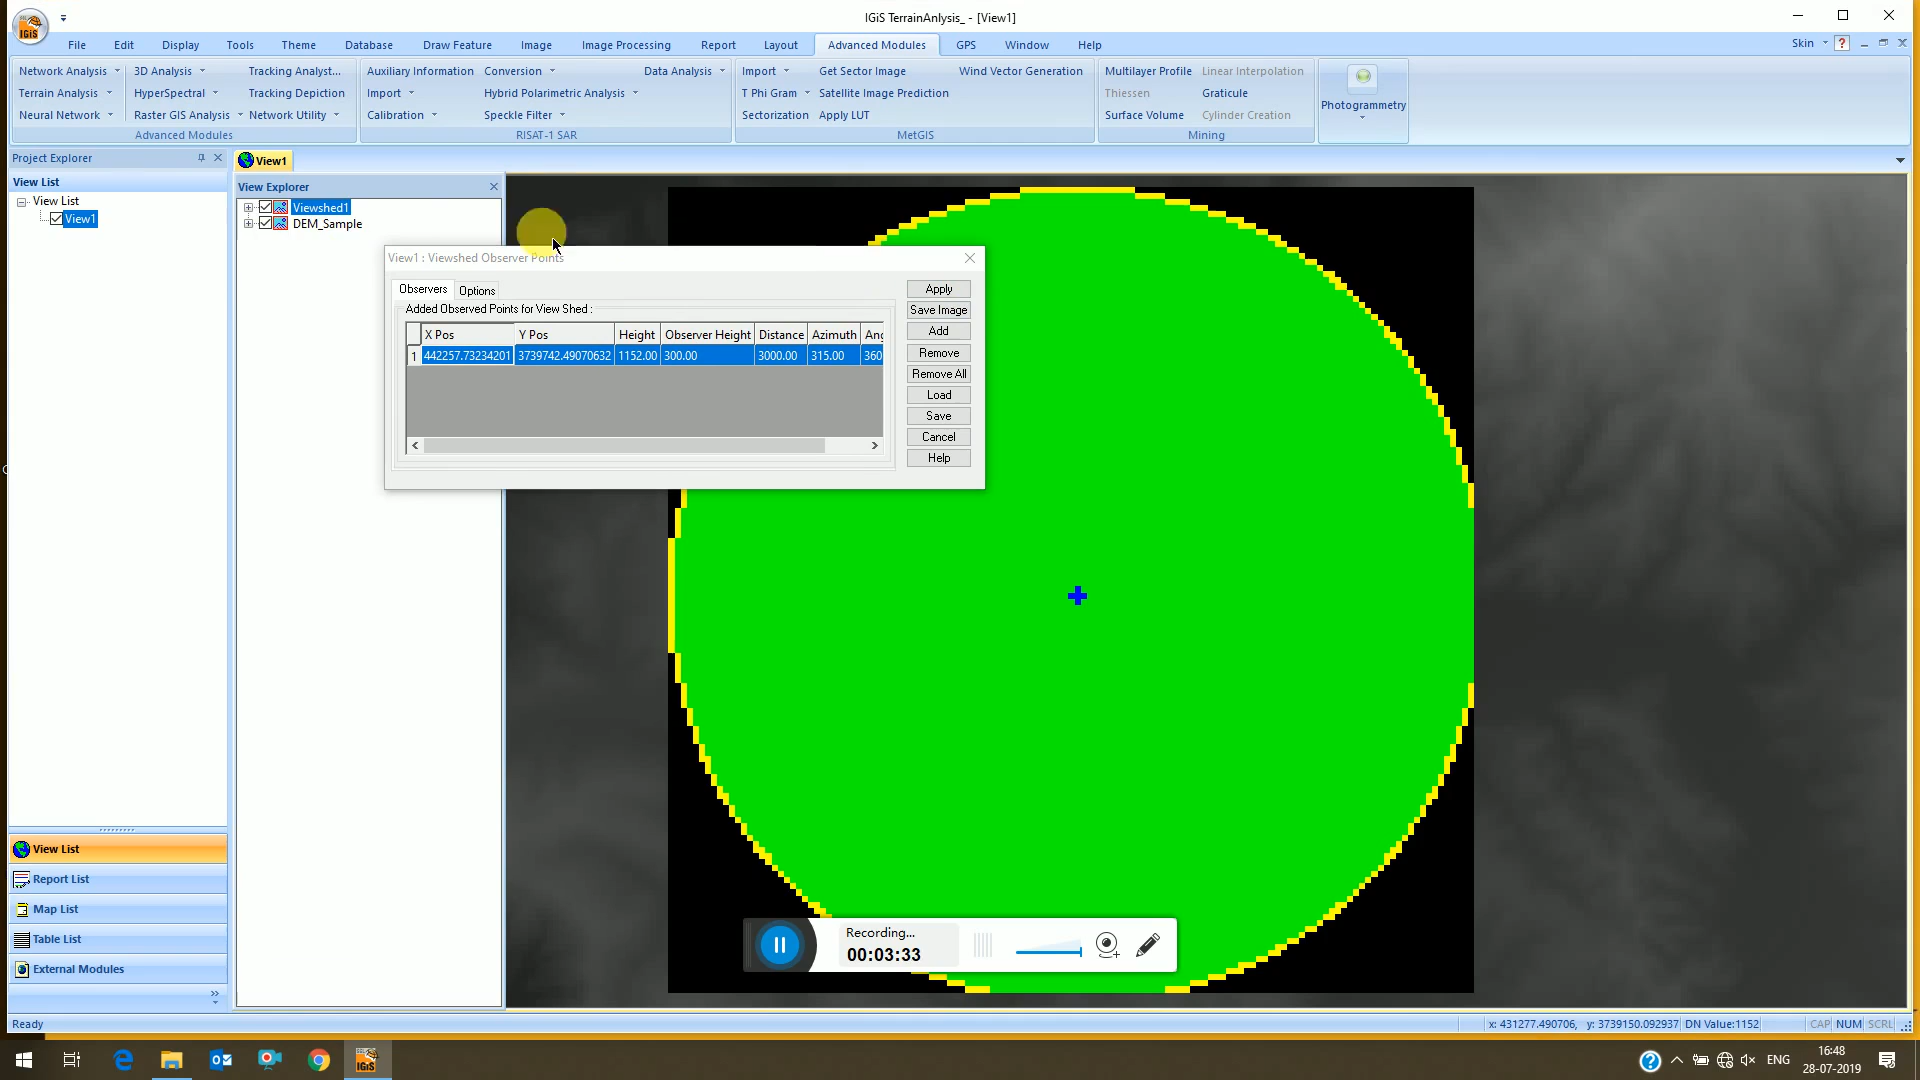 IGiS TerrainAnlysis_ - [View1]
IGiS
File Edit Display Tools Theme Database Draw Feature Image Image Processing Report Layout Advanced Modules GPS Window Help
Skin ?
Network Analysis 3D Analysis Tracking Analyst... Auxiliary Information Conversion Data Analysis Import Get Sector Image Wind Vector Generation Multilayer Profile Linear Interpolation
Terrain Analysis HyperSpectral Tracking Depiction Import Hybrid Polarimetric Analysis T Phi Gram Satellite Image Prediction Thiessen Graticule
Photogrammetry
Neural Network Raster GIS Analysis Network Utility Calibration Speckle Filter Sectorization Apply LUT Surface Volume Cylinder Creation
Advanced Modules RISAT-1 SAR MetGIS Mining
Project Explorer
View1
View List
View Explorer
View List
View1
Viewshed1
DEM_Sample
View1 : Viewshed Observer Points
Observers Options
Added Observed Points for View Shed :
X Pos Y Pos Height Observer Height Distance Azimuth Ang
1 442257.73234201 3739742.49070632 1152.00 300.00 3000.00 315.00 360
Apply
Save Image
Add
Remove
Remove All
Load
Save
Cancel
Help
View List
Report List
Map List
Table List
External Modules
Recording...
00:03:33
Ready
x: 431277.490706, y: 3739150.092937 DN Value:1152 CAP NUM SCRL
IGiS
ENG
16:48
28-07-2019